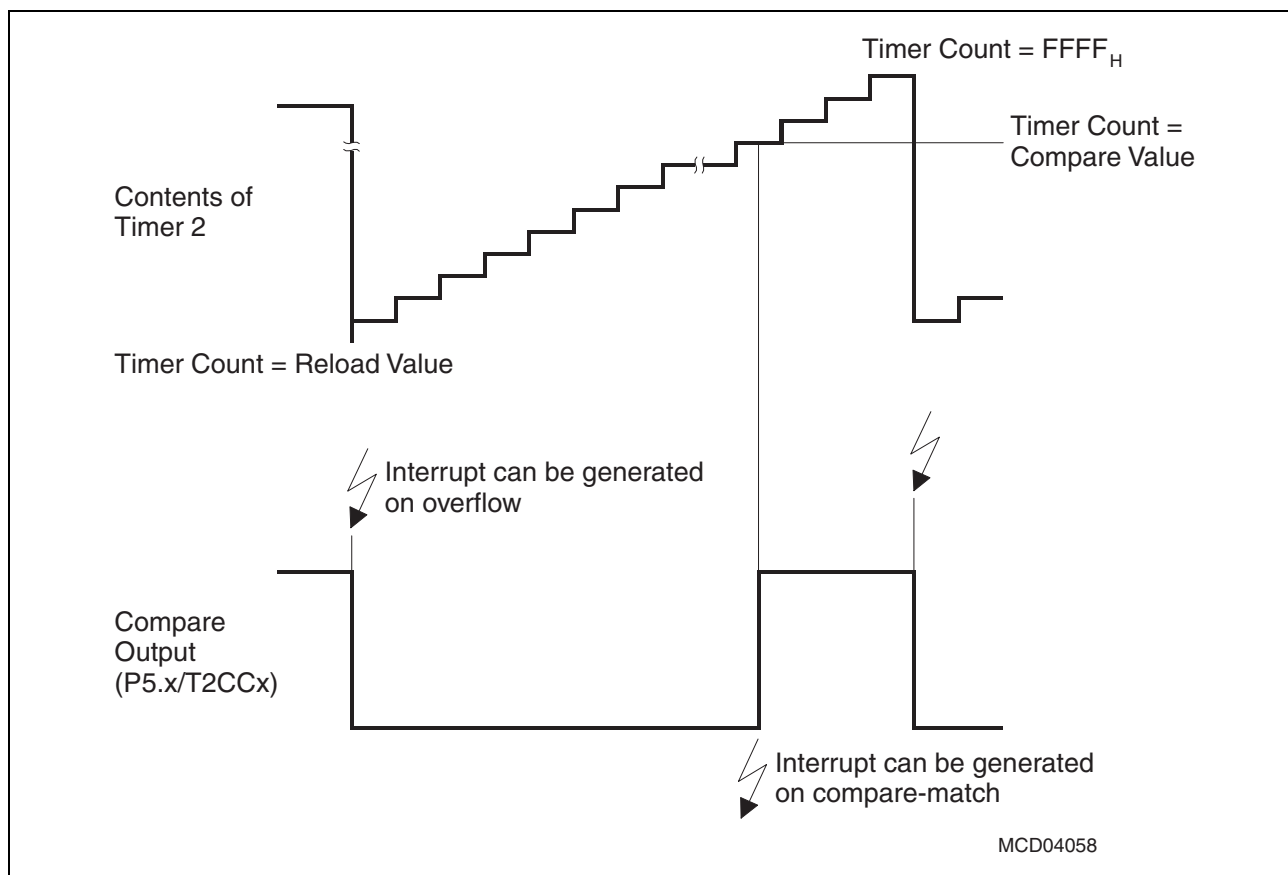 Timer Count = FFFFH
Timer Count =
Compare Value
Contents of
Timer 2
Timer Count = Reload Value
Interrupt can be generated
on overflow
Compare
Output
(P5.x/T2CCx)
Interrupt can be generated
on compare-match
MCD04058